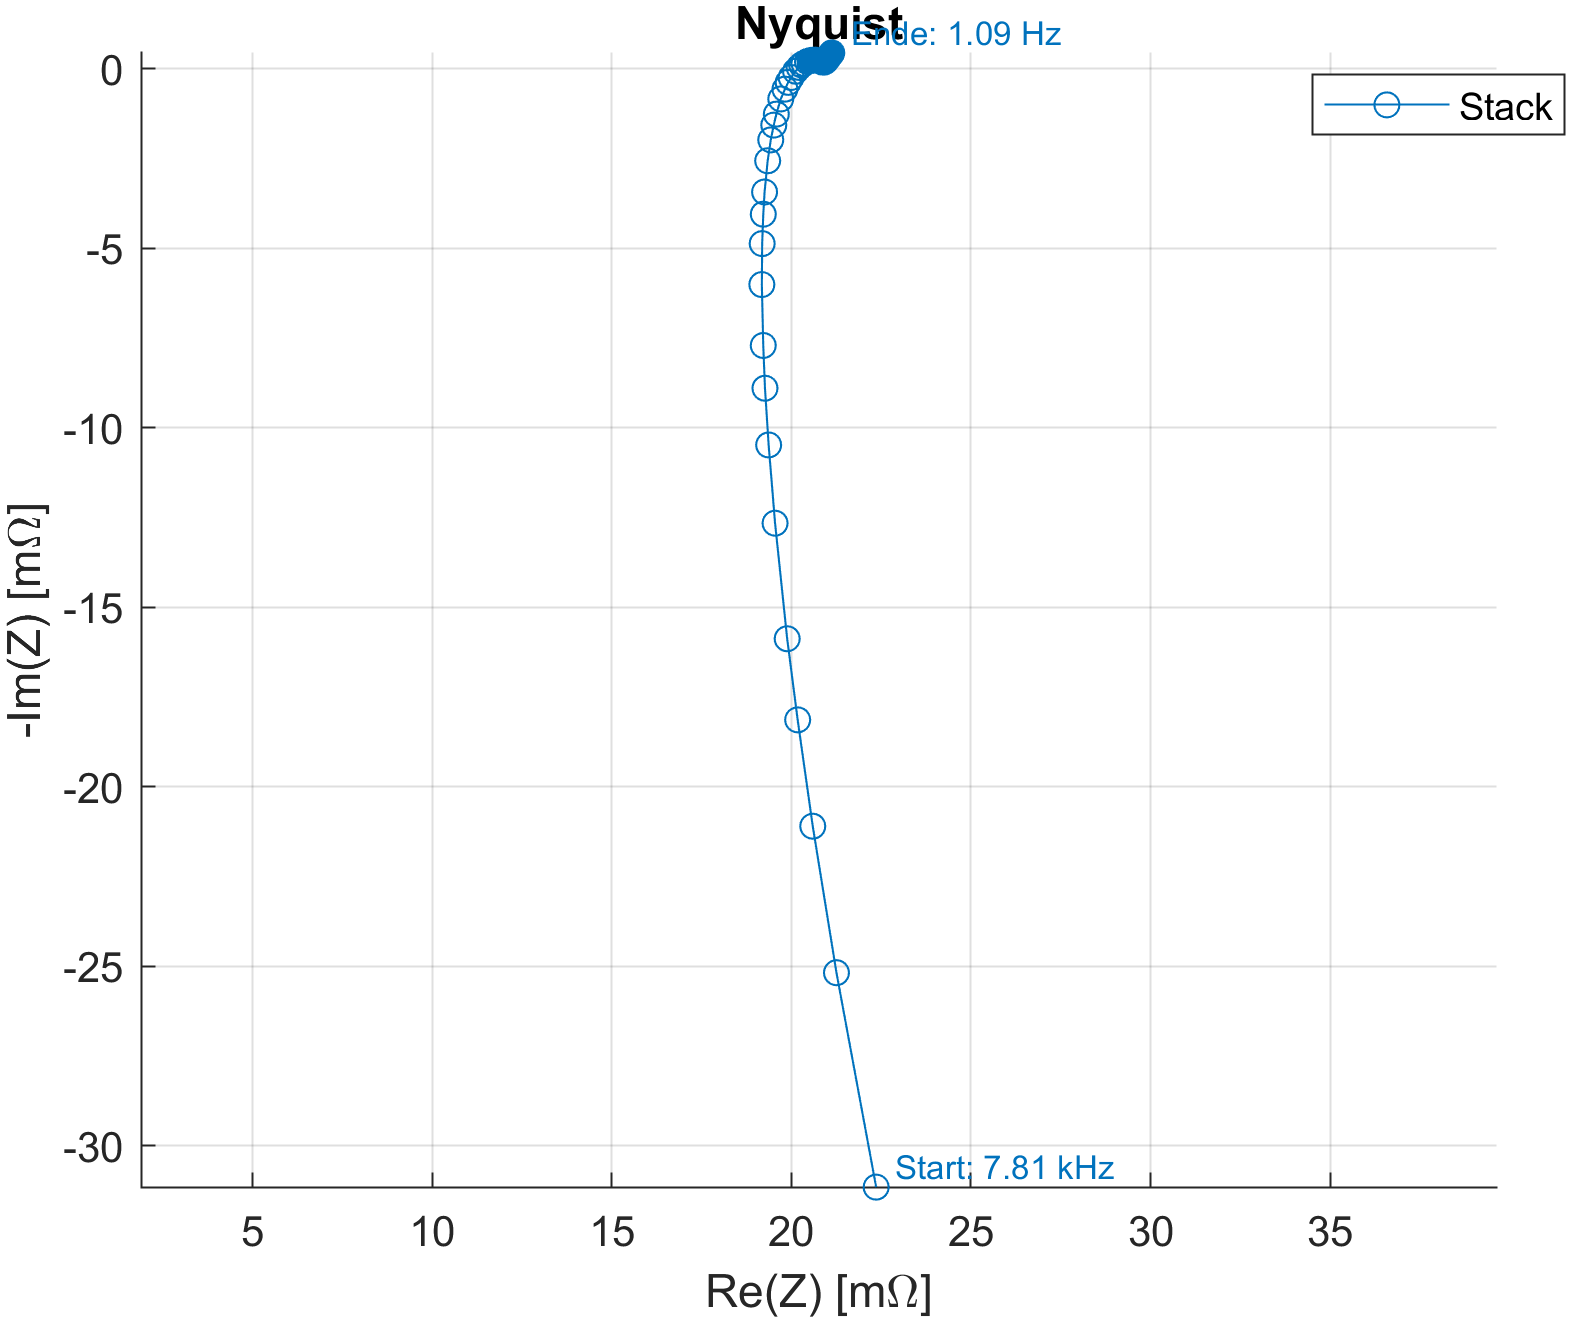 Nyquist
Ende: 1.09 Hz
Stack
0
-5
-10
-15
-20
-25
-30
-Im(Z) [mΩ]
Start: 7.81 kHz
5 10 15 20 25 30 35
Re(Z) [mΩ]